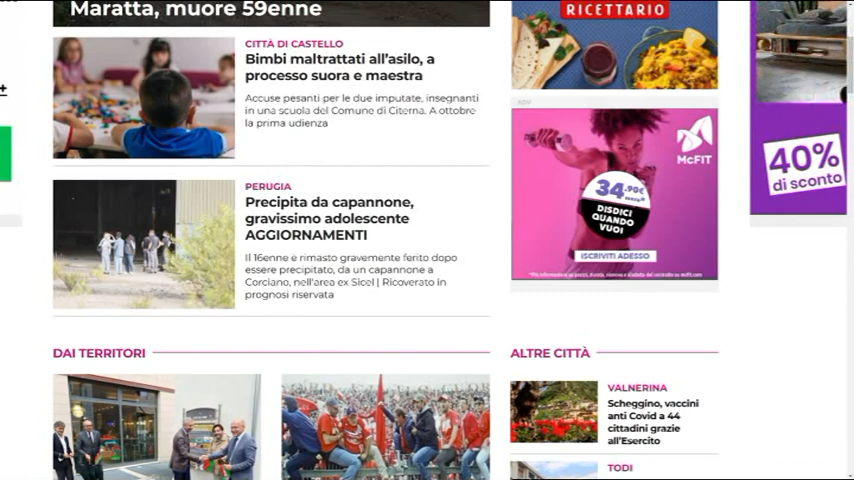 Maratta, muore 59enne
CITTÀ DI CASTELLO
Bimbi maltrattati all'asilo, a
processo suora e maestra
Accuse pesanti per le due imputate, insegnanti
in una scuola del Comune di Citerna. A ottobre
la prima udienza
PERUGIA
Precipita da capannone,
gravissimo adolescente
AGGIORNAMENTI
Il 16enne è rimasto gravemente ferito dopo
essere precipitato, da un capannone a
Corciano, nell'area ex Sicel | Ricoverato in
prognosi riservata
DAI TERRITORI
RICETTARIO
ADV
McFIT
34,90€
DISDICI
QUANDO
VUOI
ISCRIVITI ADESSO
40%
di sconto
ALTRE CITTÀ
VALNERINA
Scheggino, vaccini
anti Covid a 44
cittadini grazie
all'Esercito
TODI
+